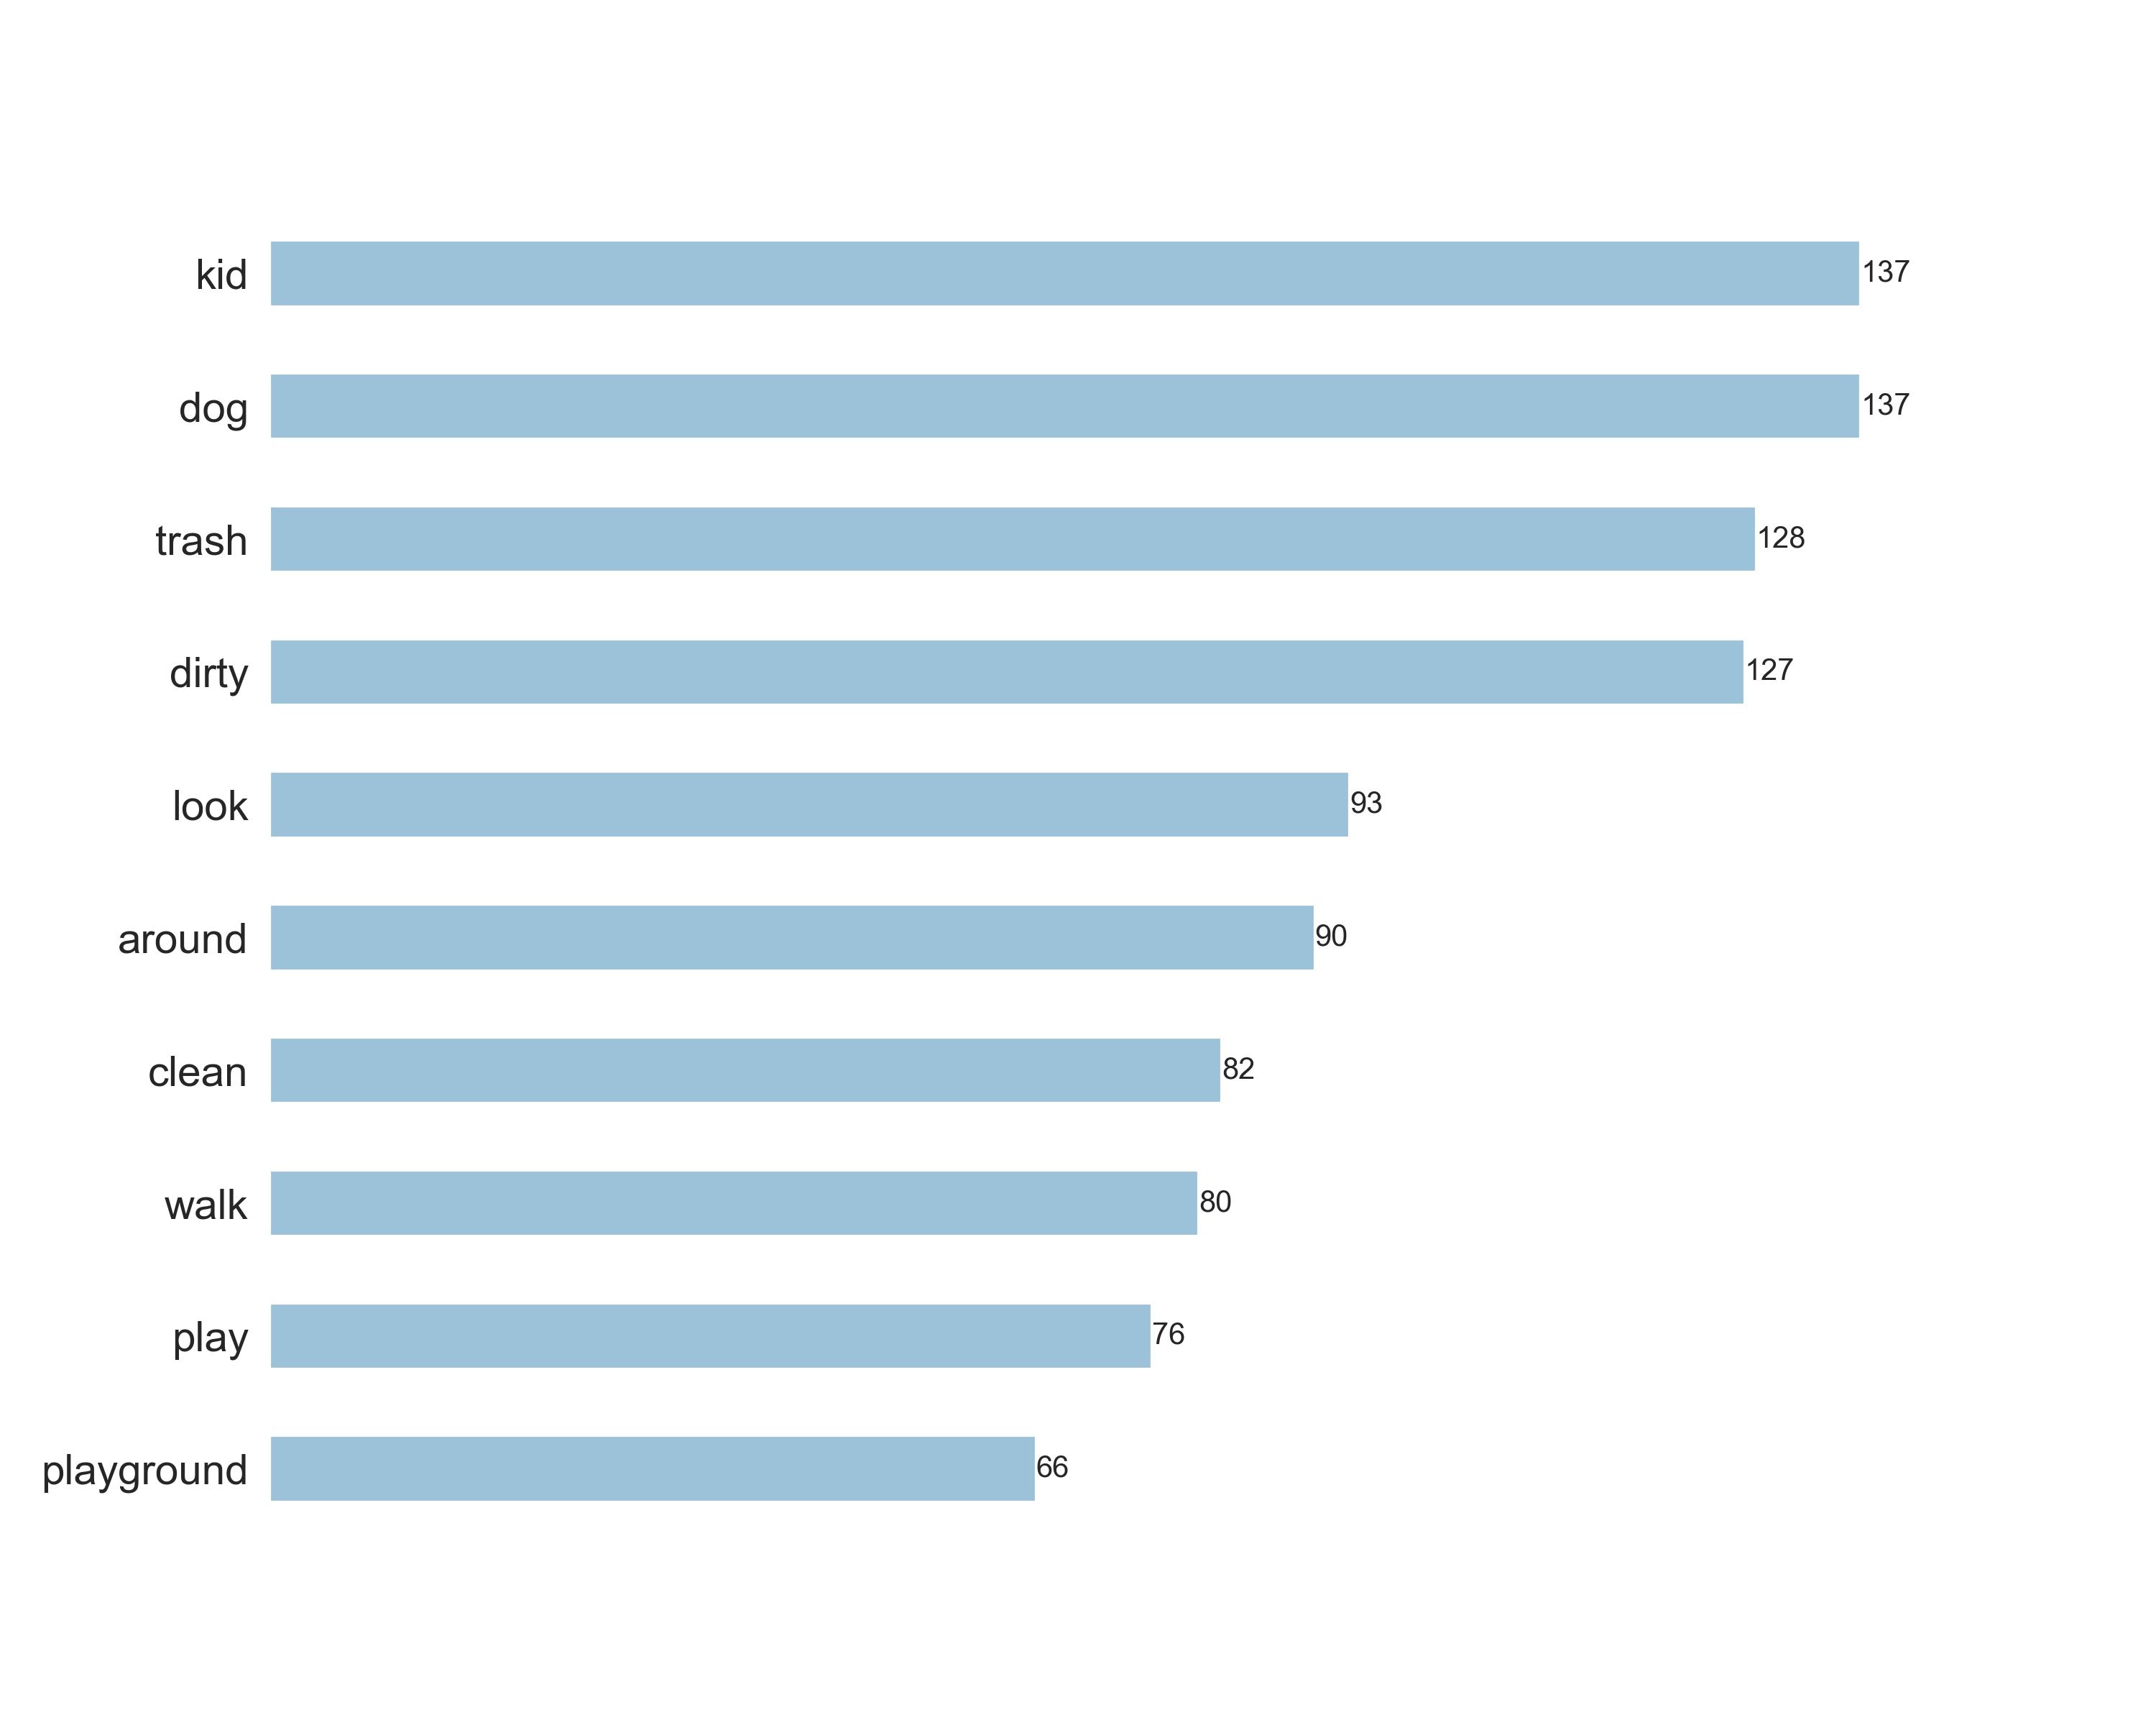 kid 137
dog 137
trash 128
dirty 127
look 93
around 90
clean 82
walk 80
play 76
playground 66